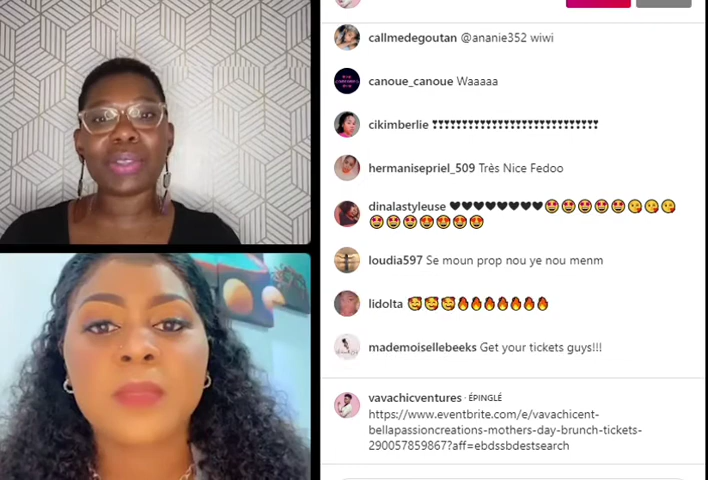 callmedegoutan @ananie352 wiwi
canoue_canoue Waaaaa
cikimberlie ❣❣❣❣❣❣❣❣❣❣❣❣❣❣❣❣❣❣❣❣❣❣❣❣❣❣❣❣
hermanisepriel_509 Très Nice Fedoo
dinalastyleuse 🖤🖤🖤🖤🖤🖤🖤🖤😍😍😍😍😍😘😘😘
😍😍😍😍😍😍😍
loudia597 Se moun prop nou ye nou menm
lidolta 🥰🥰🥰🔥🔥🔥🔥🔥🔥🔥
mademoisellebeeks Get your tickets guys!!!
vavachicventures · ÉPINGLÉ
https://www.eventbrite.com/e/vavachicent-
bellapassioncreations-mothers-day-brunch-tickets-
290057859867?aff=ebdssbdestsearch